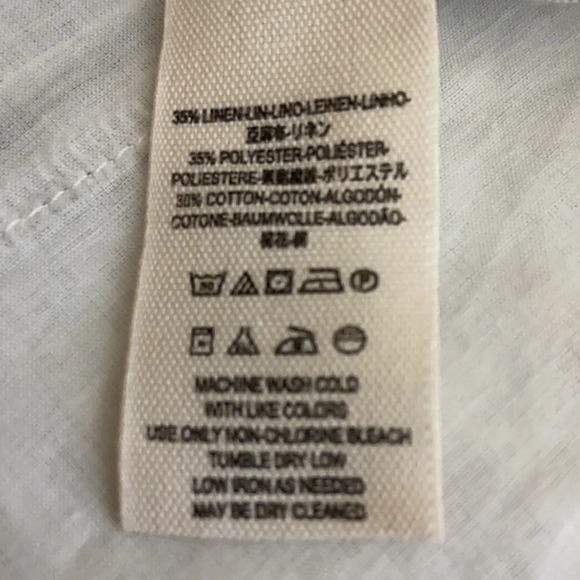 35% LINEN-LIN-LINO-LEINEN-LINHO-
亜麻布-リネン
35% POLYESTER-POLIÉSTER-
POLIESTERE-聚酯纖維-ポリエステル
30% COTTON-COTON-ALGODÓN-
COTONE-BAUMWOLLE-ALGODÃO-
棉花-綿
MACHINE WASH COLD
WITH LIKE COLORS
USE ONLY NON-CHLORINE BLEACH
TUMBLE DRY LOW
LOW IRON AS NEEDED
MAY BE DRY CLEANED